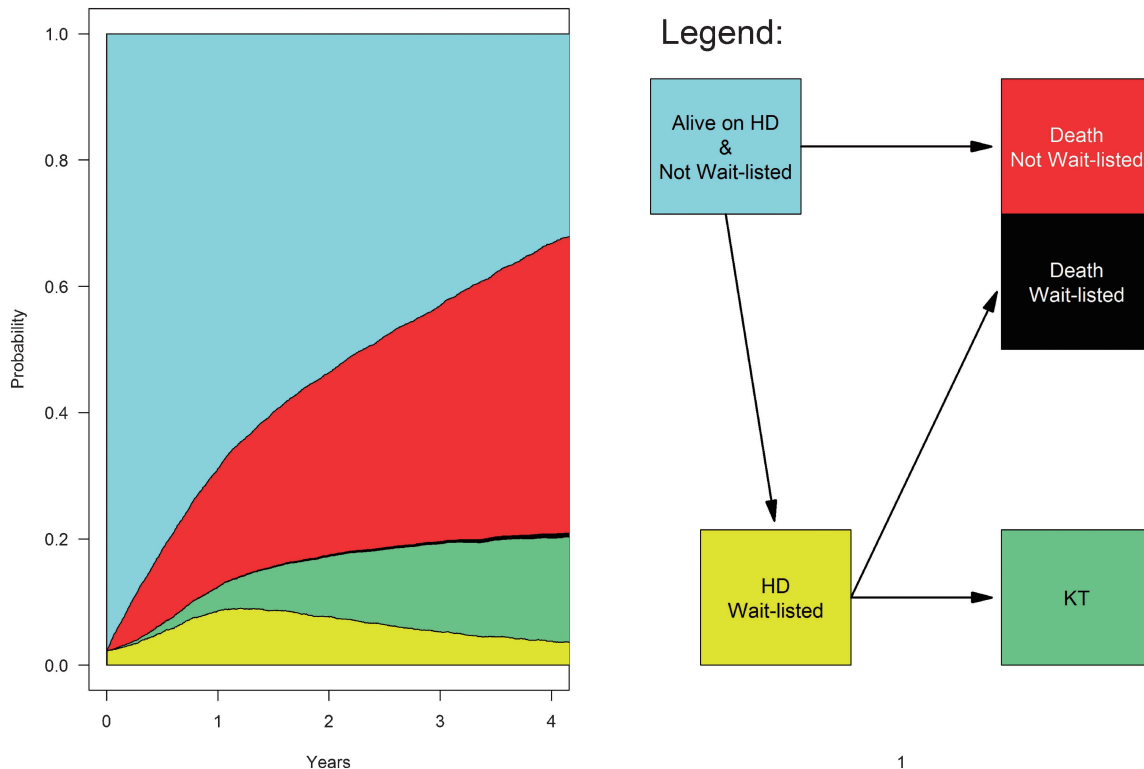 Legend:
1.0
0.8
0.6
0.4
0.2
0.0
Probability
0
1
2
3
4
Years
Alive on HD
&
Not Wait-listed
Death
Not Wait-listed
Death
Wait-listed
HD
Wait-listed
KT
1